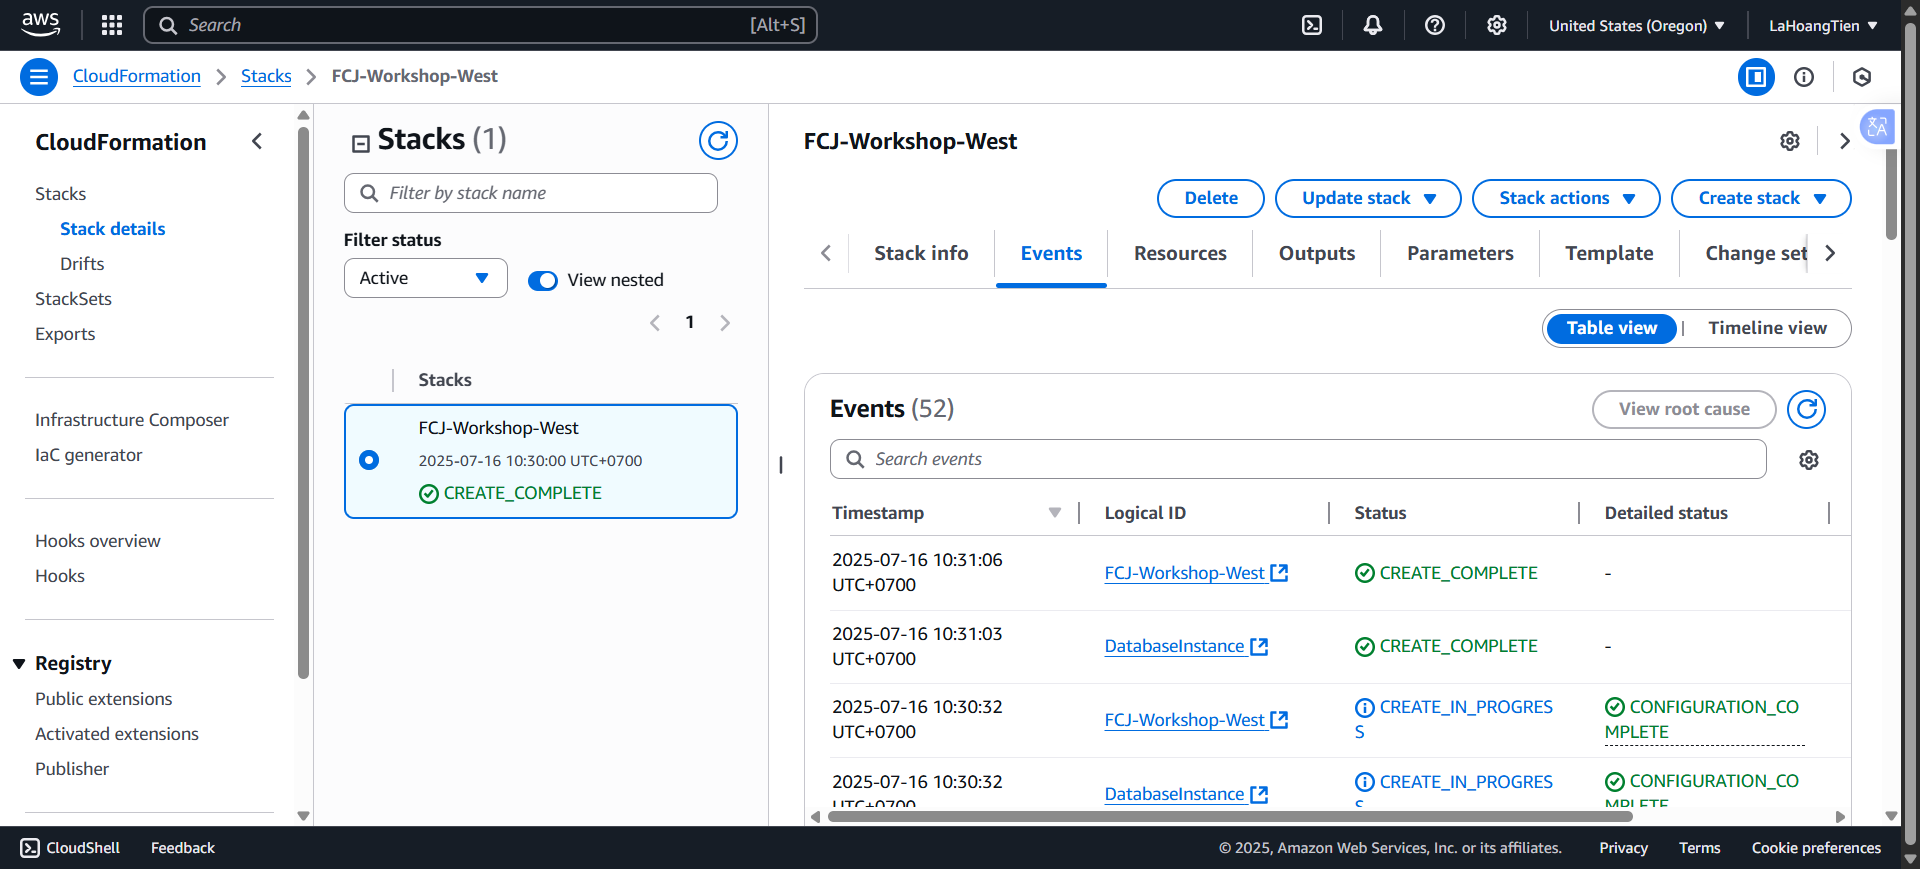 aws
Search
[Alt+S]
United States (Oregon)
LaHoangTien
CloudFormation
Stacks
FCJ-Workshop-West
CloudFormation
Stacks
Stack details
Drifts
StackSets
Exports
Infrastructure Composer
IaC generator
Hooks overview
Hooks
Registry
Public extensions
Activated extensions
Publisher
Stacks (1)
Filter by stack name
Filter status
Active
View nested
1
Stacks
FCJ-Workshop-West
2025-07-16 10:30:00 UTC+0700
CREATE_COMPLETE
FCJ-Workshop-West
Delete
Update stack
Stack actions
Create stack
Stack info
Events
Resources
Outputs
Parameters
Template
Change set
Table view
Timeline view
Events (52)
View root cause
Search events
Timestamp
Logical ID
Status
Detailed status
2025-07-16 10:31:06
UTC+0700
FCJ-Workshop-West
CREATE_COMPLETE
-
2025-07-16 10:31:03
UTC+0700
DatabaseInstance
CREATE_COMPLETE
-
2025-07-16 10:30:32
UTC+0700
FCJ-Workshop-West
CREATE_IN_PROGRES
S
CONFIGURATION_CO
MPLETE
2025-07-16 10:30:32
UTC+0700
DatabaseInstance
CREATE_IN_PROGRES
S
CONFIGURATION_CO
MPLETE
CloudShell
Feedback
© 2025, Amazon Web Services, Inc. or its affiliates.
Privacy
Terms
Cookie preferences